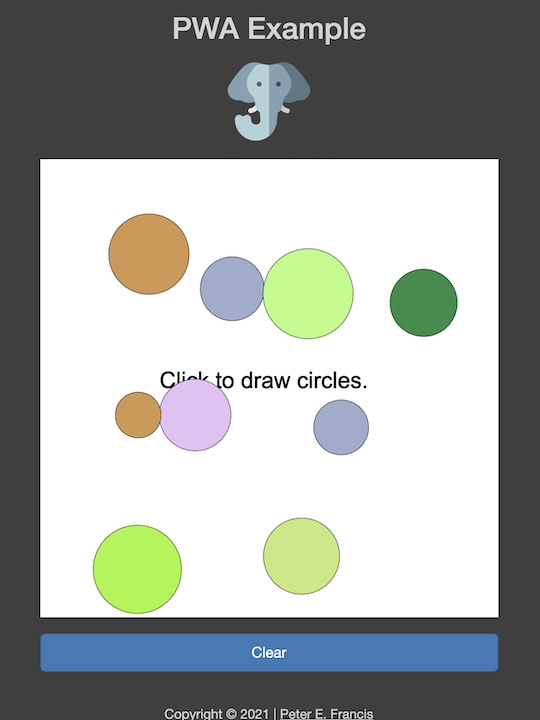 PWA Example
Click to draw circles.
Clear
Copyright © 2021 | Peter E. Francis